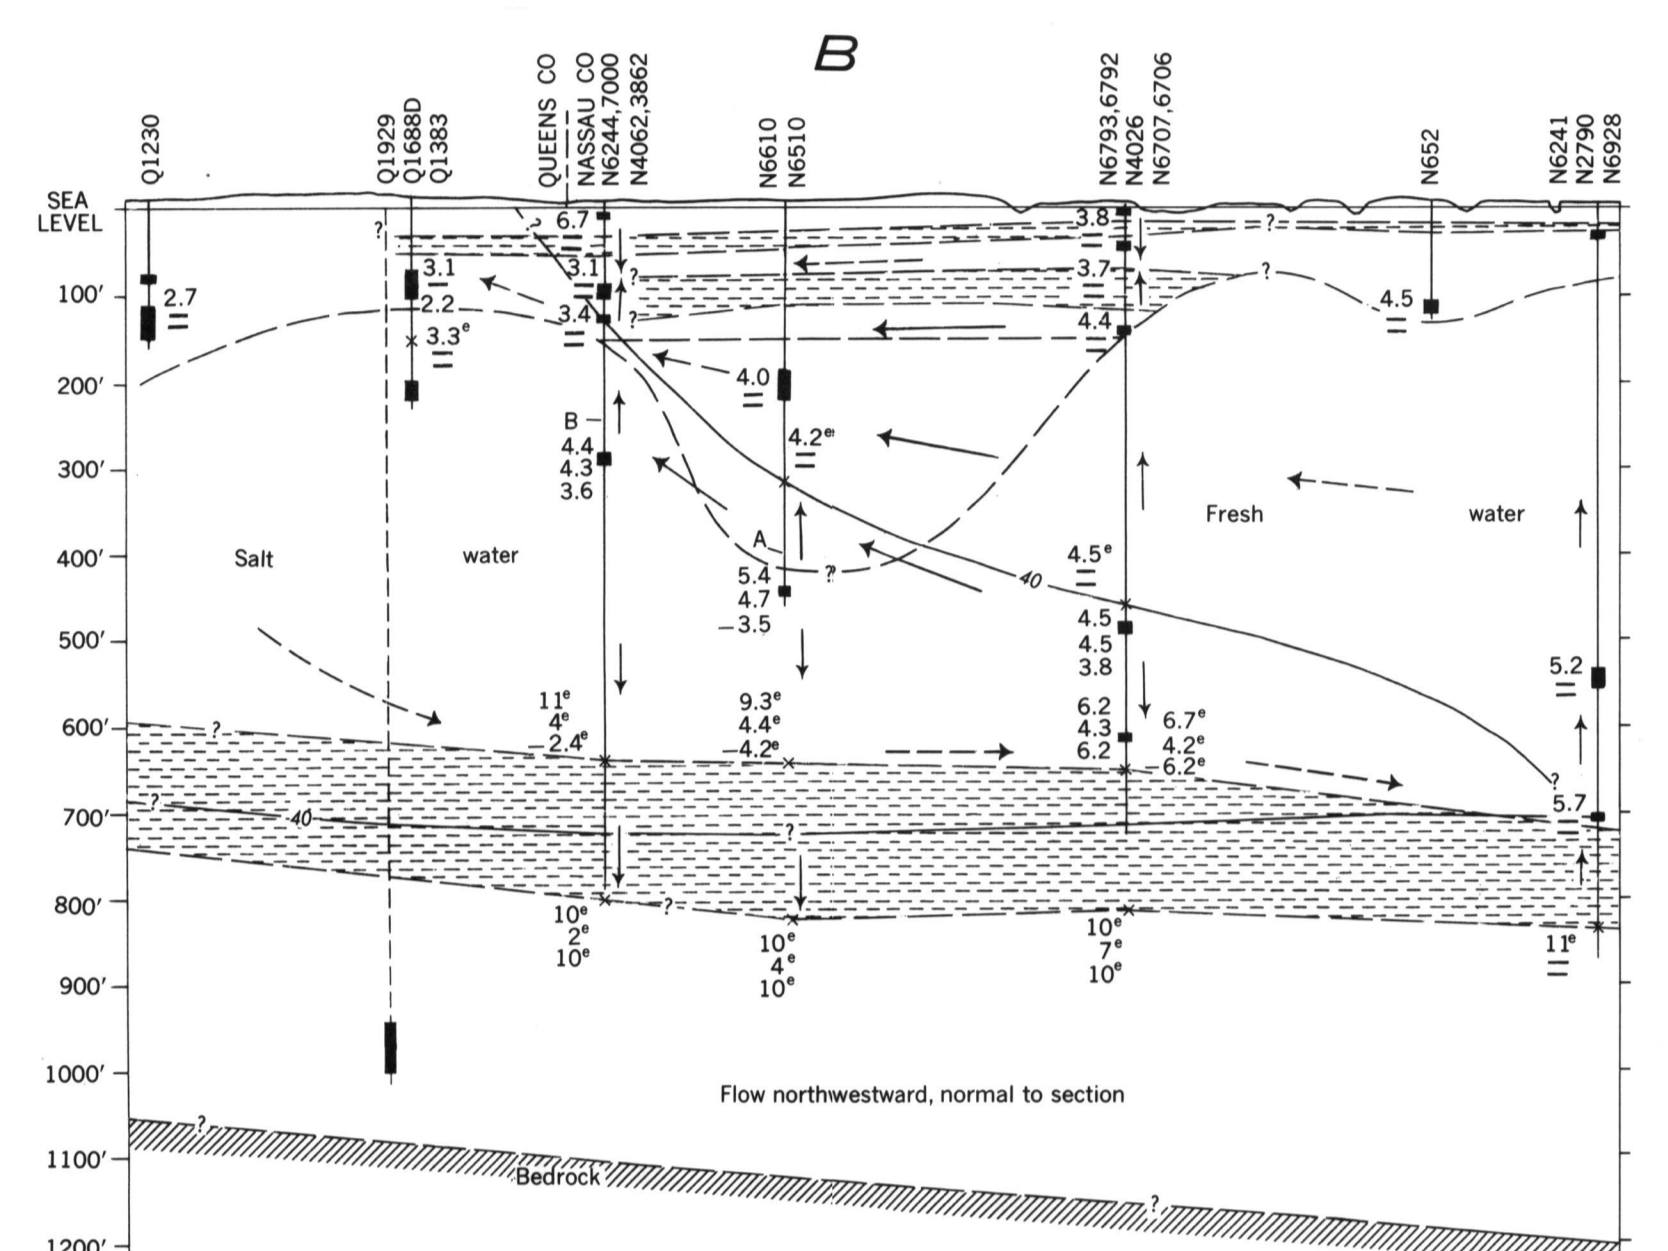 B
Q1230
Q1929
Q1688D
Q1383
QUEENS CO
NASSAU CO
N6244,7000
N4062,3862
N6610
N6510
N6793,6792
N4026
N6707,6706
N652
N6241
N2790
N6928
SEA
LEVEL
6.7
3.8
?
?
?
3.1
3.1
3.7
?
?
100′
2.7
2.2
3.4
?
4.4
4.5
3.3e
200′
4.0
B
4.2e
4.4
300′
4.3
3.6
Fresh water
400′
Salt water
A
4.5e
5.4
?
40
4.7
500′
3.5
4.5
4.5
3.8
5.2
11e
9.3e
6.2
6.7e
600′
4e
4.4e
4.3
4.2e
?
2.4e
4.2e
6.2
6.2e
?
?
5.7
700′
40
?
800′
?
10e
2e
10e
10e
4e
10e
10e
7e
10e
11e
900′
1000′
Flow northwestward, normal to section
1100′
?
Bedrock
?
1200′